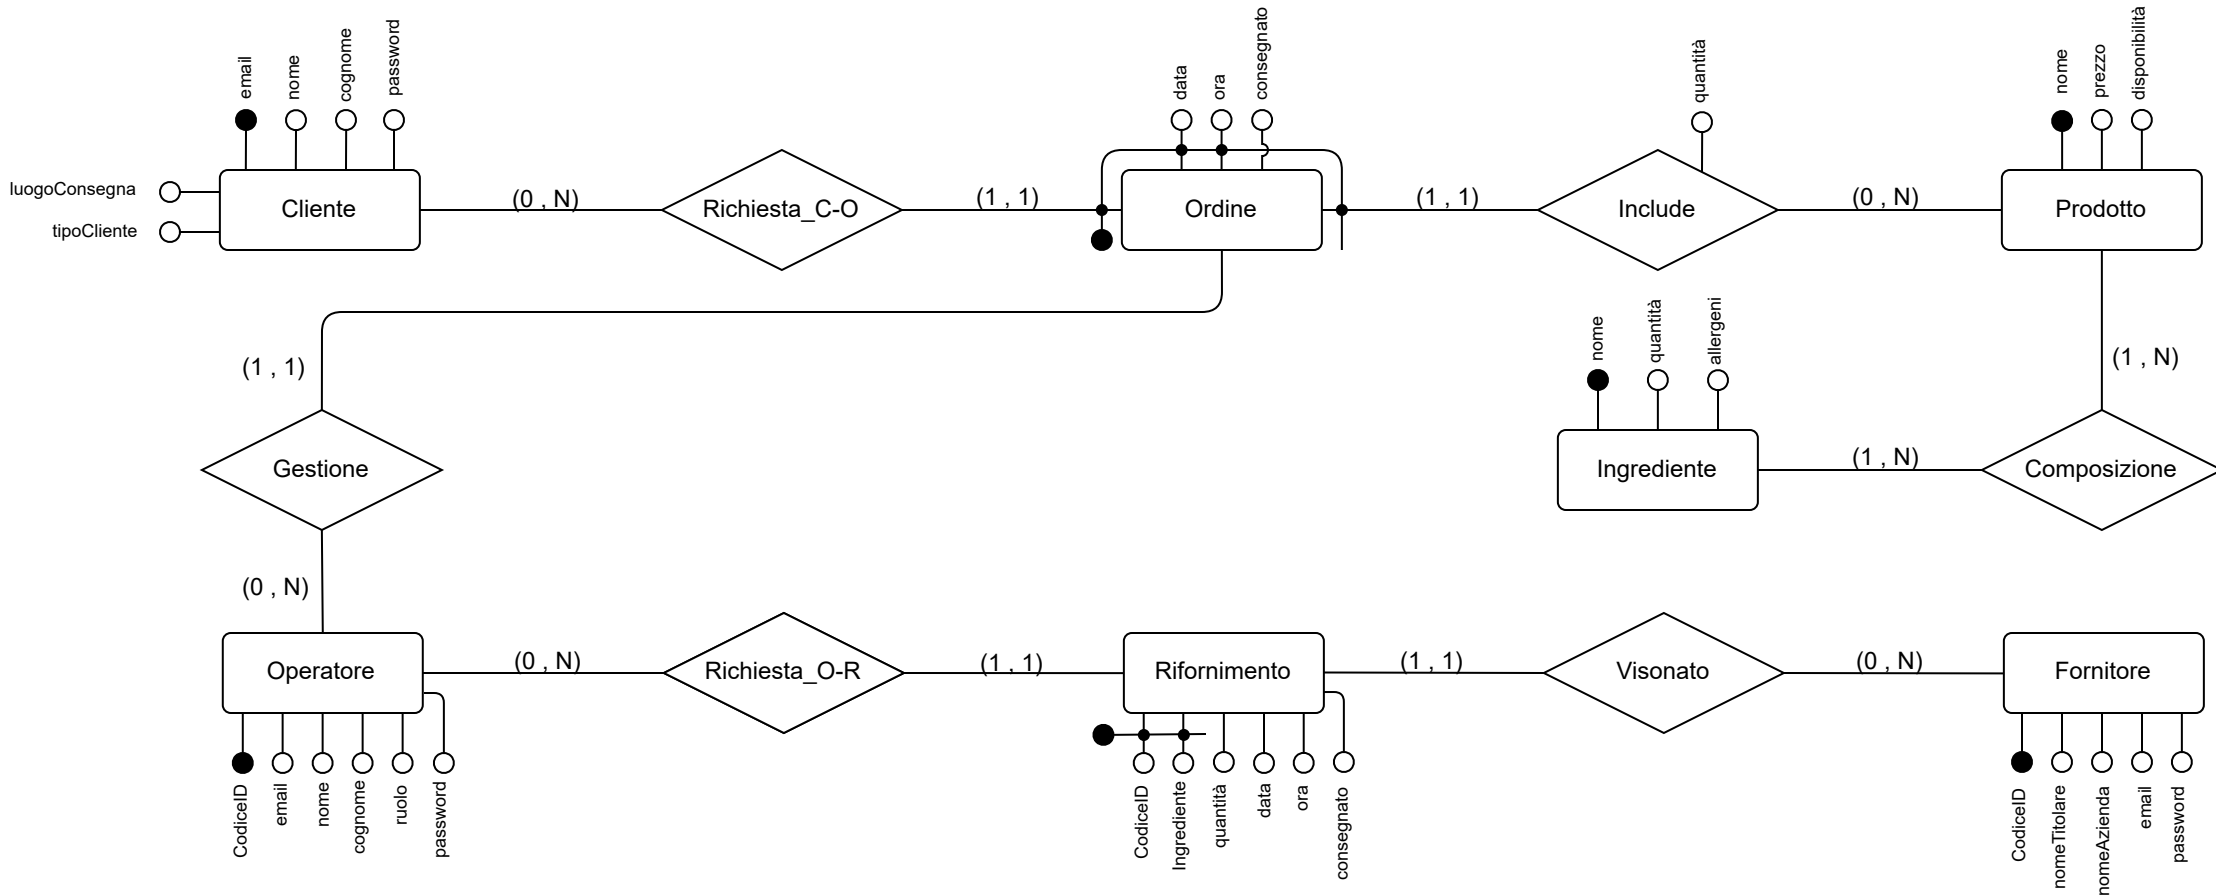 email
nome
cognome
password
luogoConsegna
tipoCliente
Cliente
(0 , N)
Richiesta_C-O
(1 , 1)
data
ora
consegnato
Ordine
(1 , 1)
quantità
Include
(0 , N)
nome
prezzo
disponibilità
Prodotto
(1 , 1)
Gestione
(0 , N)
nome
quantità
allergeni
Ingrediente
(1 , N)
(1 , N)
Composizione
Operatore
(0 , N)
Richiesta_O-R
(1 , 1)
Rifornimento
(1 , 1)
Visonato
(0 , N)
Fornitore
CodiceID
email
nome
cognome
ruolo
password
CodiceID
Ingrediente
quantità
data
ora
consegnato
CodiceID
nomeTitolare
nomeAzienda
email
password